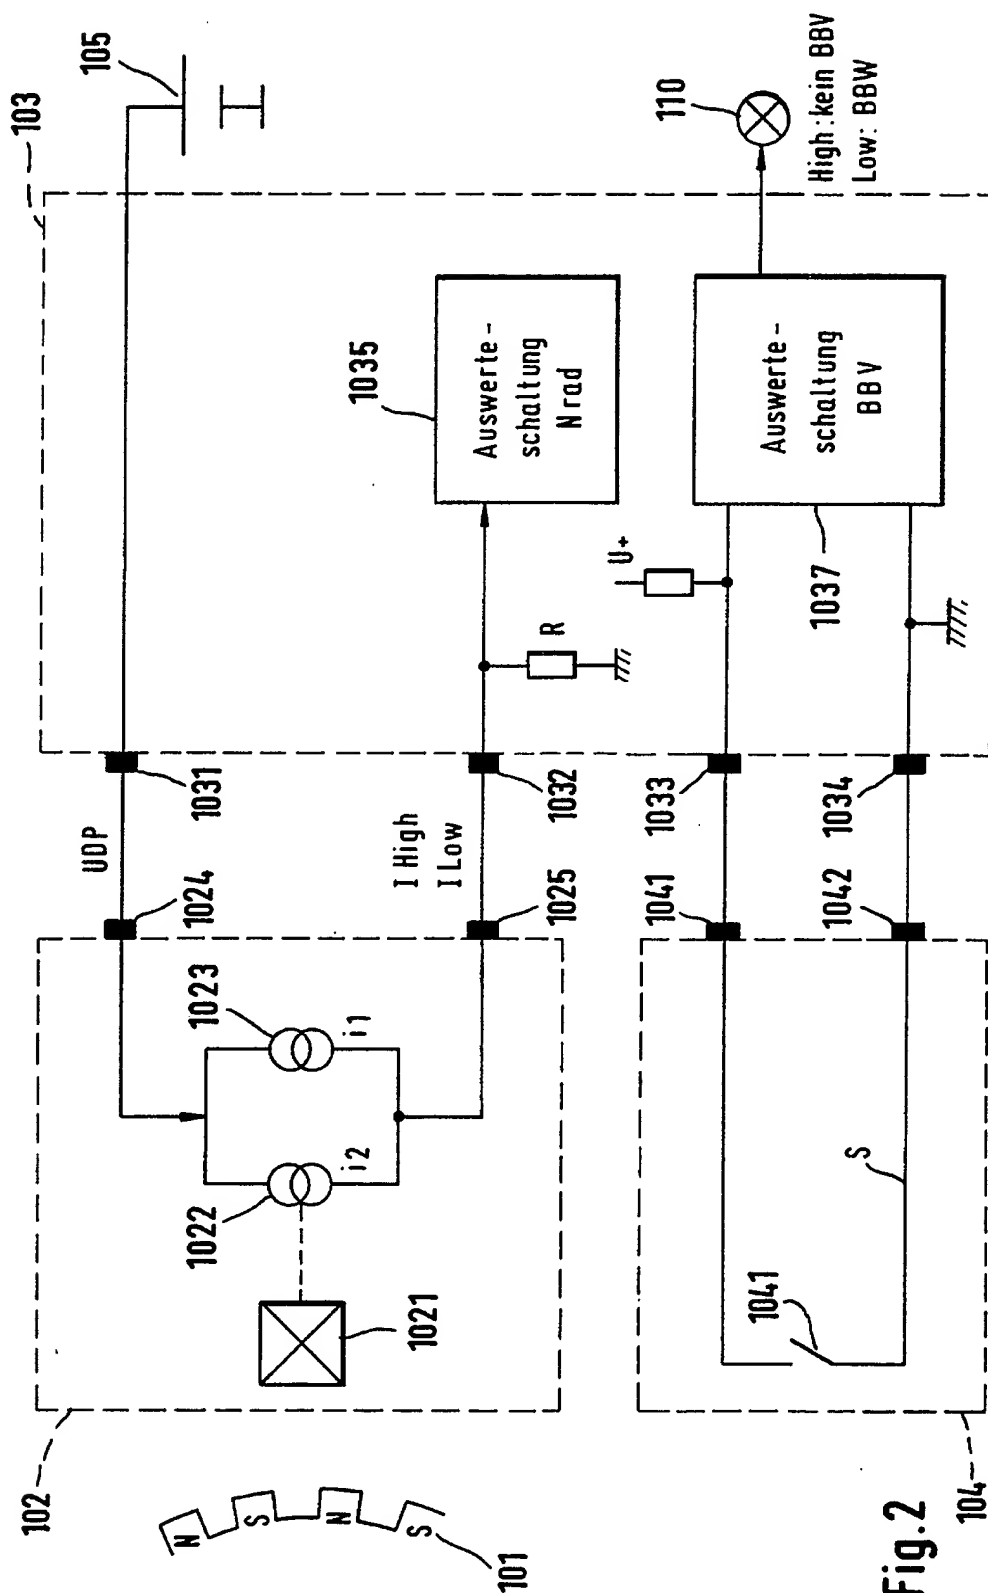 103
105
110
High: kein BBV
Low: BBW
1035
Auswerte-
schaltung
Nrad
Auswerte-
schaltung
BBV
U+
R
1037
1031
1032
1033
1034
UDP
I High
I Low
1024
1025
1041
1042
1023
i1
i2
1022
1021
S
1041
102
104
N
S
N
S
101
Fig.2